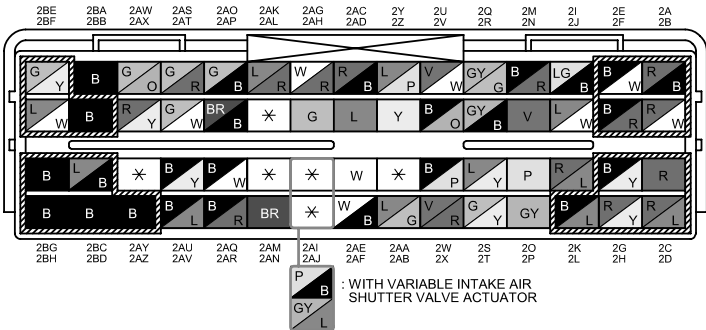 2BE 2BA 2AW 2AS 2AO 2AK 2AG 2AC 2Y 2U 2Q 2M 2I 2E 2A
2BF 2BB 2AX 2AT 2AP 2AL 2AH 2AD 2Z 2V 2R 2N 2J 2F 2B
G Y B G O G R G B L R W R R B L P V W GY G B R LG B B W R B
L W B R Y G W BR B * G L Y B O GY B V L W B R R W
B L B * B Y B W * * W * B P L Y P R L B Y R
B B B B L B R BR * W B L G V R G Y GY B L R Y R L
2BG 2BC 2AY 2AU 2AQ 2AM 2AI 2AE 2AA 2W 2S 2O 2K 2G 2C
2BH 2BD 2AZ 2AV 2AR 2AN 2AJ 2AF 2AB 2X 2T 2P 2L 2H 2D
P B : WITH VARIABLE INTAKE AIR
GY L SHUTTER VALVE ACTUATOR